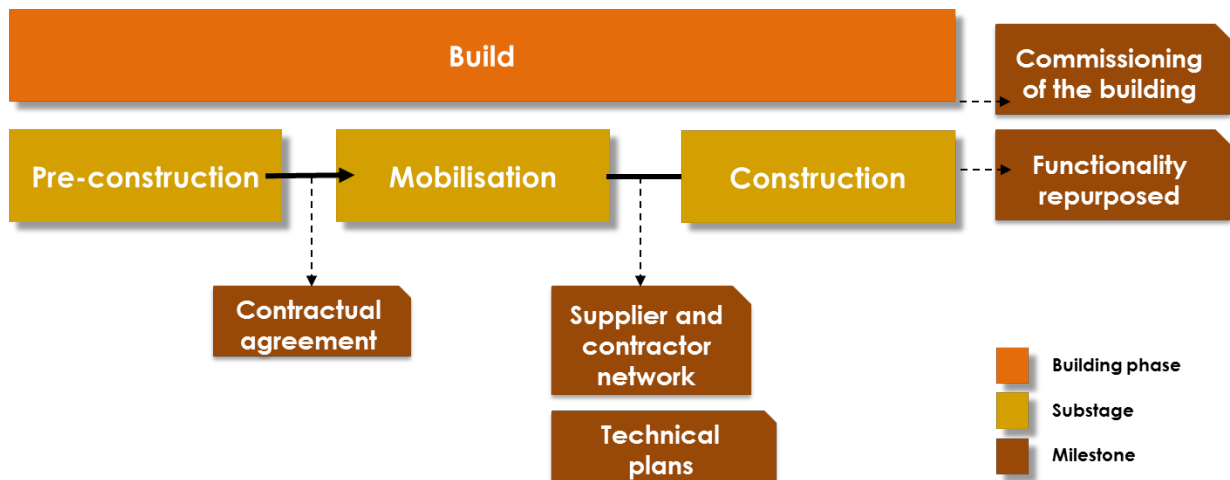 Build
Commissioning
of the building
Pre-construction
Mobilisation
Construction
Functionality
repurposed
Contractual
agreement
Supplier and
contractor
network
Technical
plans
Building phase
Substage
Milestone